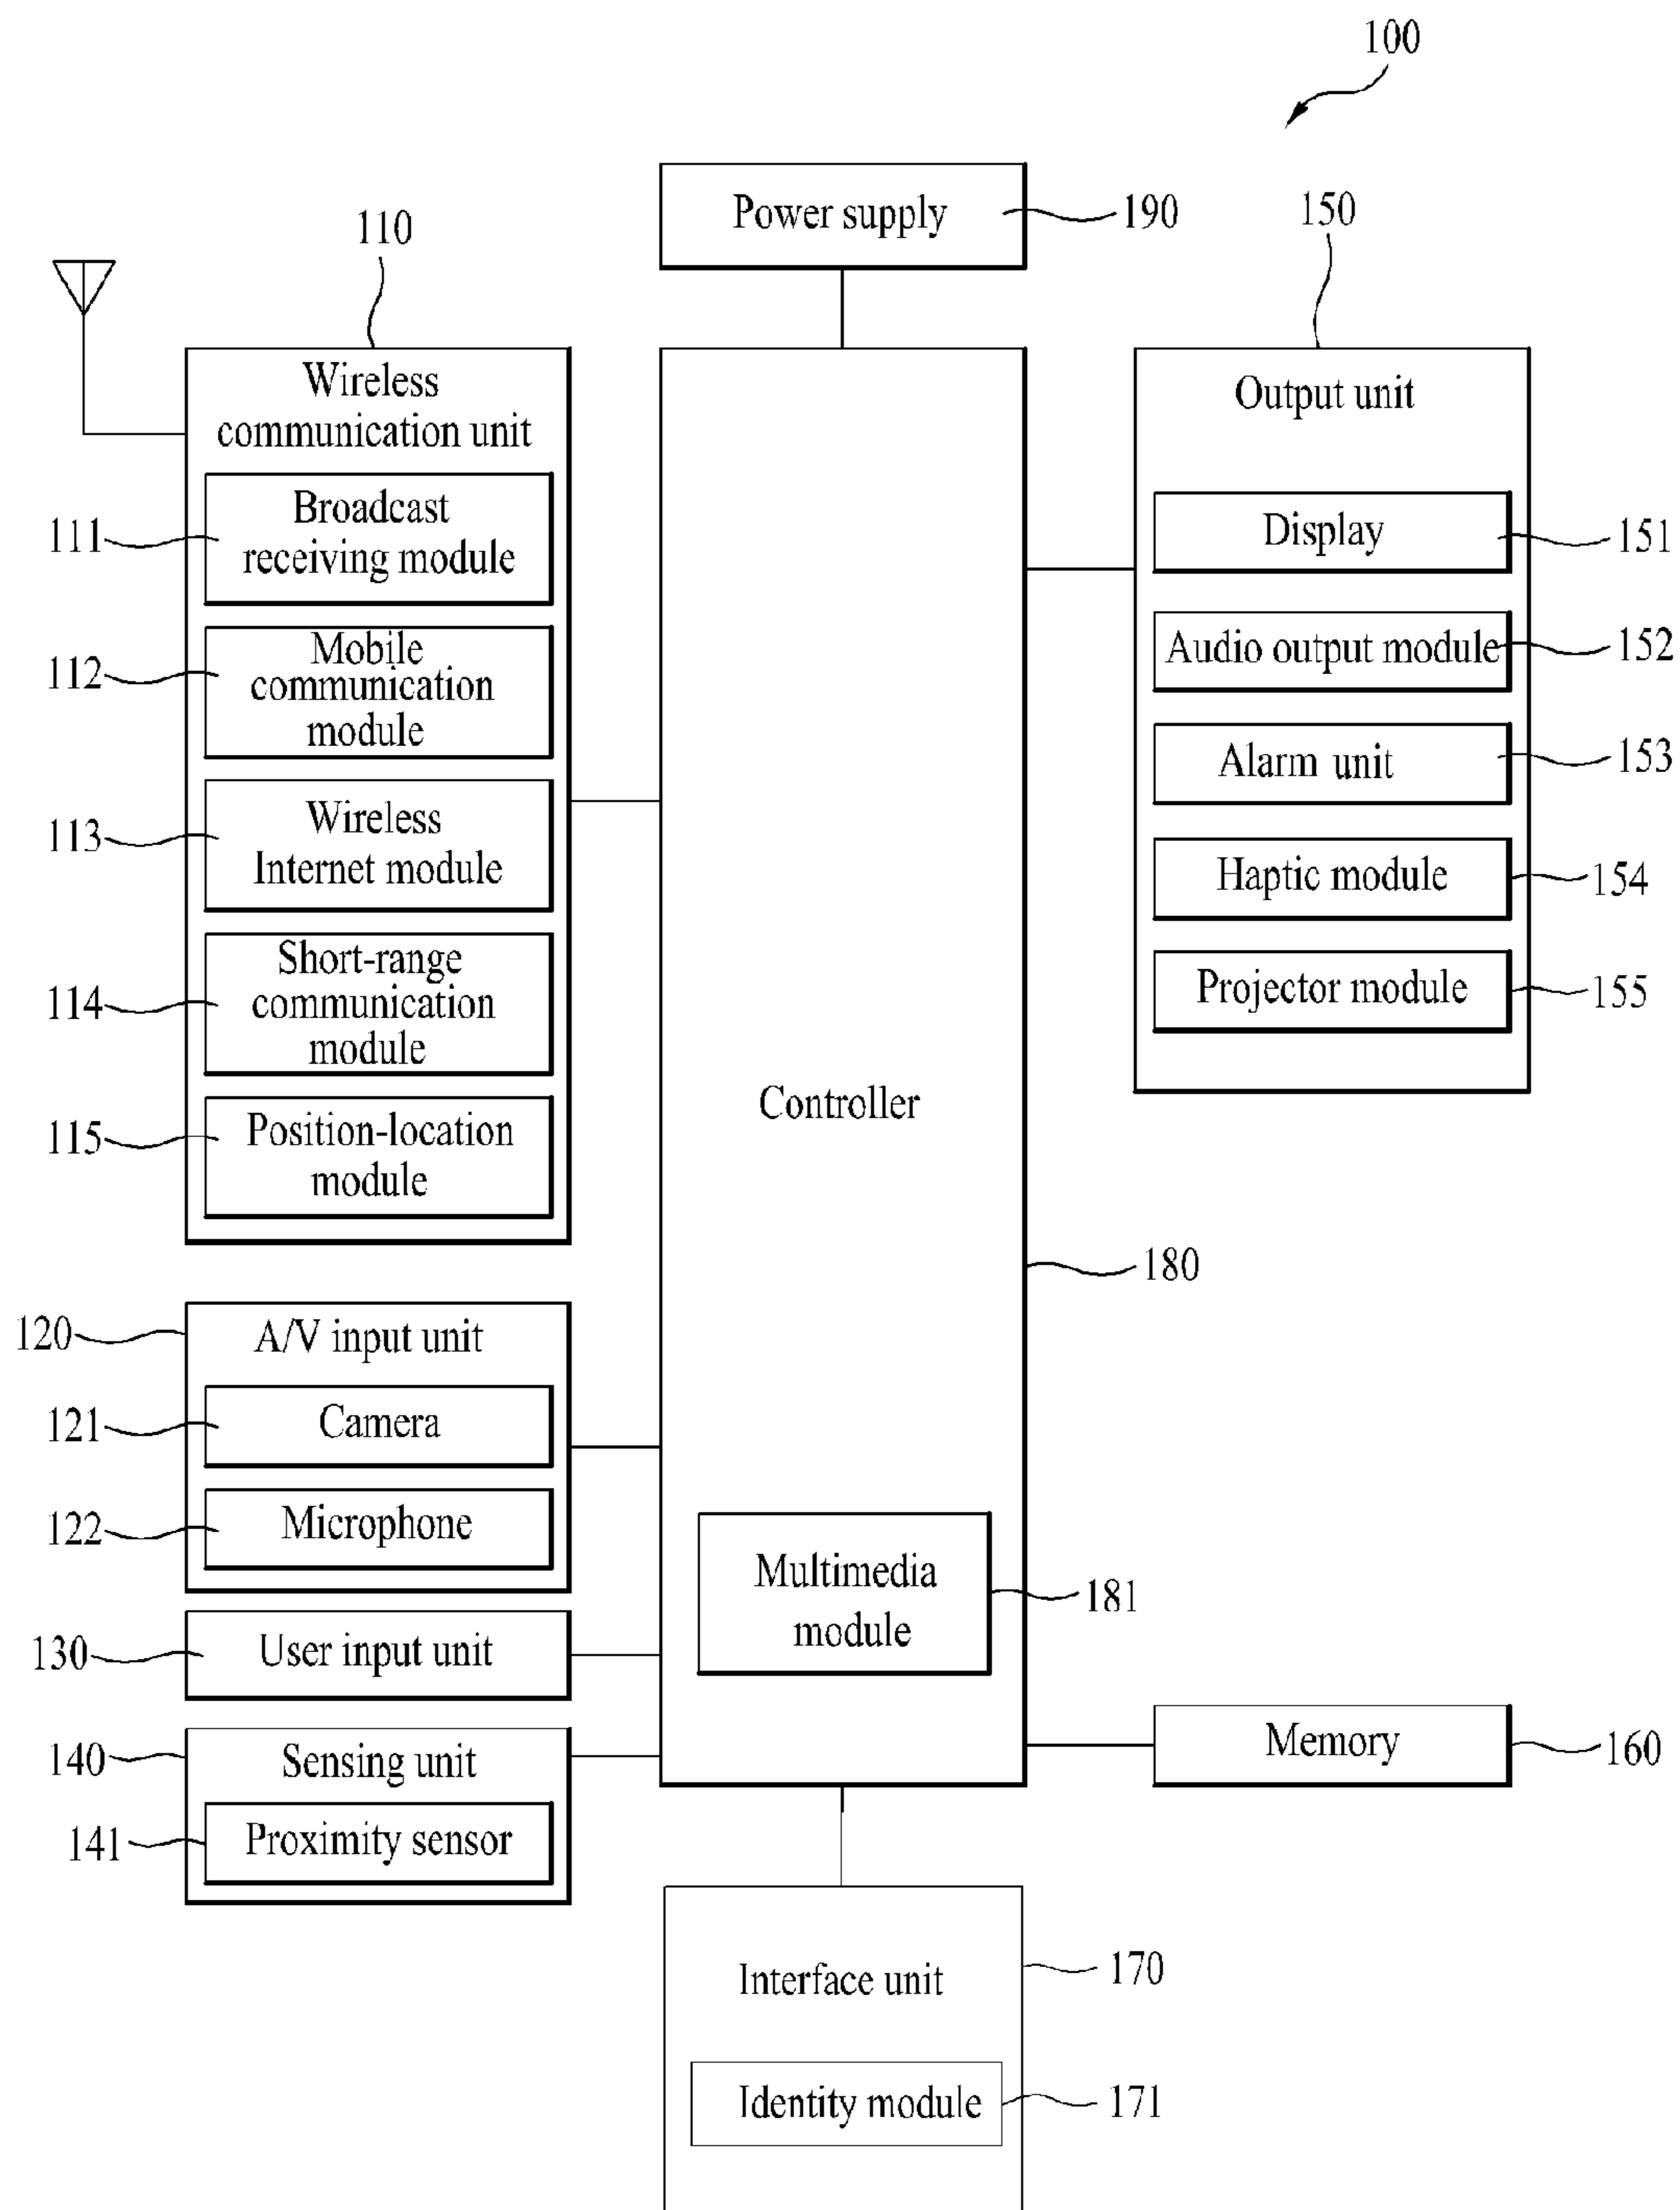 100
Power supply
190
110
150
Wireless
communication unit
Broadcast
receiving module
111
Mobile
communication
module
112
Wireless
Internet module
113
Short-range
communication
module
114
Position-location
module
115
Output unit
Display
151
Audio output module
152
Alarm unit
153
Haptic module
154
Projector module
155
Controller
180
120
A/V input unit
121
Camera
122
Microphone
Multimedia
module
181
130
User input unit
140
Sensing unit
141
Proximity sensor
Memory
160
Interface unit
170
Identity module
171